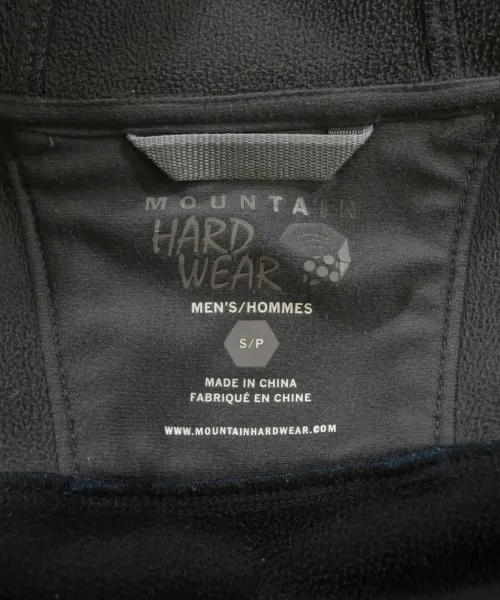 MOUNTAIN
HARD
WEAR
MEN'S/HOMMES
S/P
MADE IN CHINA
FABRIQUÉ EN CHINE
WWW.MOUNTAINHARDWEAR.COM